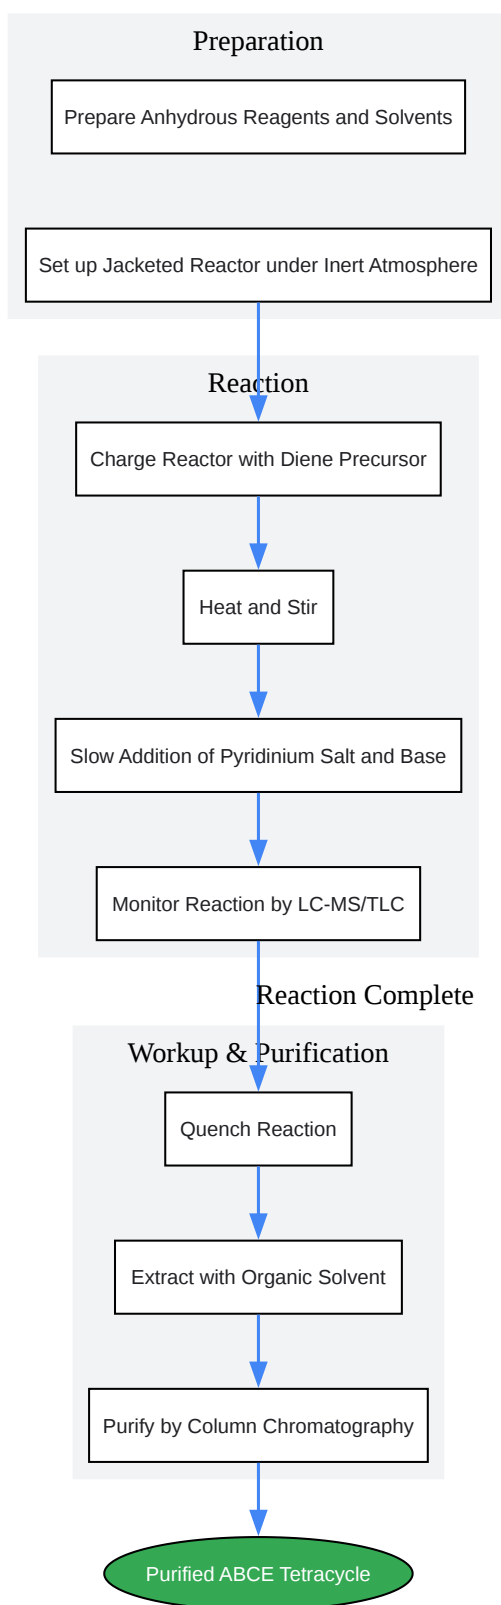 Preparation
Prepare Anhydrous Reagents and Solvents
Set up Jacketed Reactor under Inert Atmosphere
Reaction
Charge Reactor with Diene Precursor
Heat and Stir
Slow Addition of Pyridinium Salt and Base
Monitor Reaction by LC-MS/TLC
Reaction Complete
Workup & Purification
Quench Reaction
Extract with Organic Solvent
Purify by Column Chromatography
Purified ABCE Tetracycle